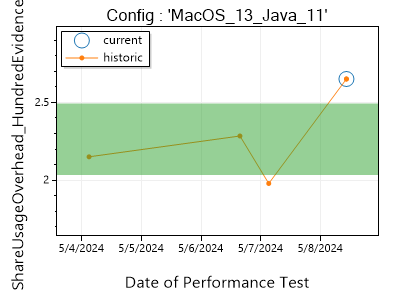 Config : 'MacOS_13_Java_11'
current
historic
ShareUsageOverhead_HundredEvidence
2.5
2
5/4/2024
5/5/2024
5/6/2024
5/7/2024
5/8/2024
Date of Performance Test